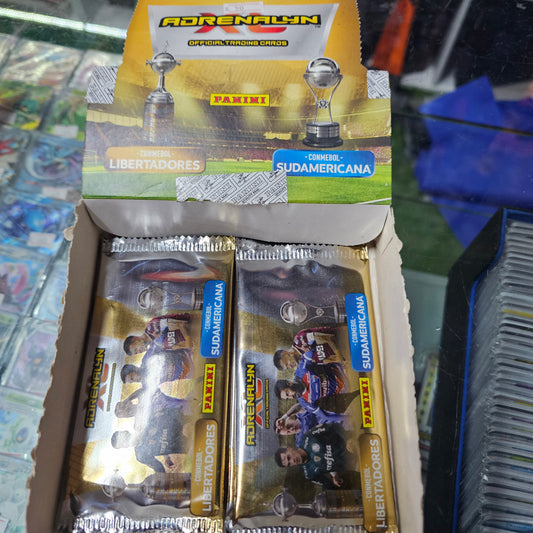 ADRENALYN
XL
OFFICIAL TRADING CARDS
PANINI
CONMEBOL
LIBERTADORES
CONMEBOL
SUDAMERICANA
ADRENALYN
XL
PANINI
CONMEBOL
SUDAMERICANA
CONMEBOL
LIBERTADORES
ADRENALYN
XL
PANINI
CONMEBOL
SUDAMERICANA
CONMEBOL
LIBERTADORES